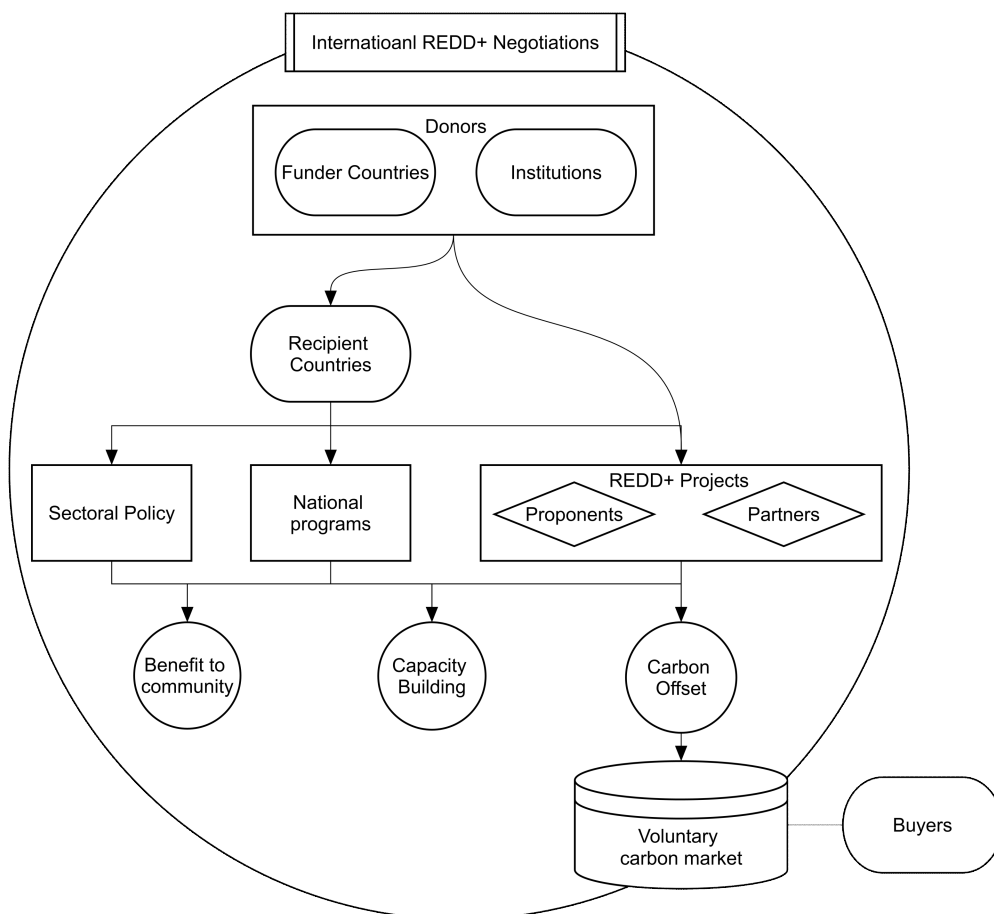 Internatioanl REDD+ Negotiations
Donors
Funder Countries
Institutions
Recipient
Countries
Sectoral Policy
National
programs
REDD+ Projects
Proponents
Partners
Benefit to
community
Capacity
Building
Carbon
Offset
Voluntary
carbon market
Buyers